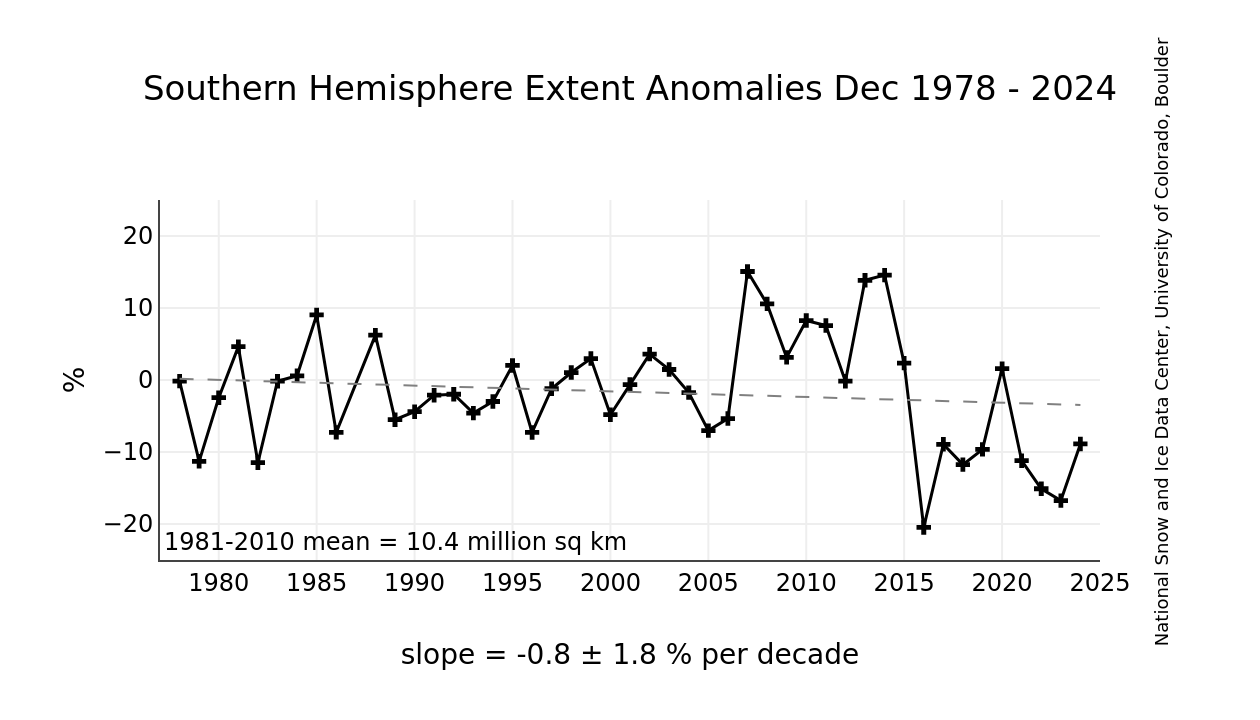 Southern Hemisphere Extent Anomalies Dec 1978 - 2024
National Snow and Ice Data Center, University of Colorado, Boulder
%
20
10
0
−10
−20
1981-2010 mean = 10.4 million sq km
1980 1985 1990 1995 2000 2005 2010 2015 2020 2025
slope = -0.8 ± 1.8 % per decade